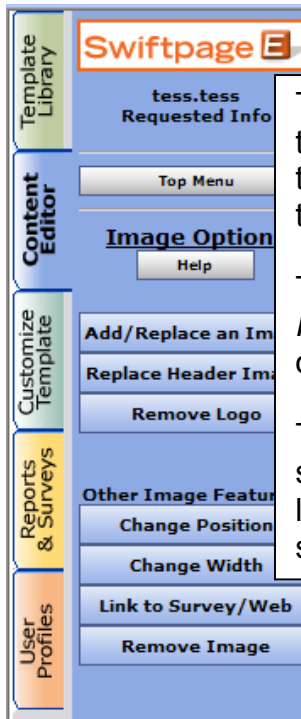 Template
Library
Content
Editor
Customize
Template
Reports
& Surveys
User
Profiles
Swiftpage E
tess.tess
Requested Info
Top Menu
Image Option
Help
Add/Replace an Im
Replace Header Ima
Remove Logo
Other Image Featur
Change Position
Change Width
Link to Survey/Web
Remove Image